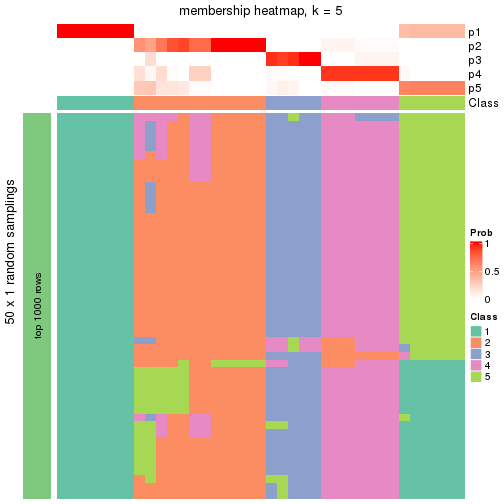 membership heatmap, k = 5
p1
p2
p3
p4
p5
Class
50 x 1 random samplings
top 1000 rows
Prob
1
0.5
0
Class
1
2
3
4
5